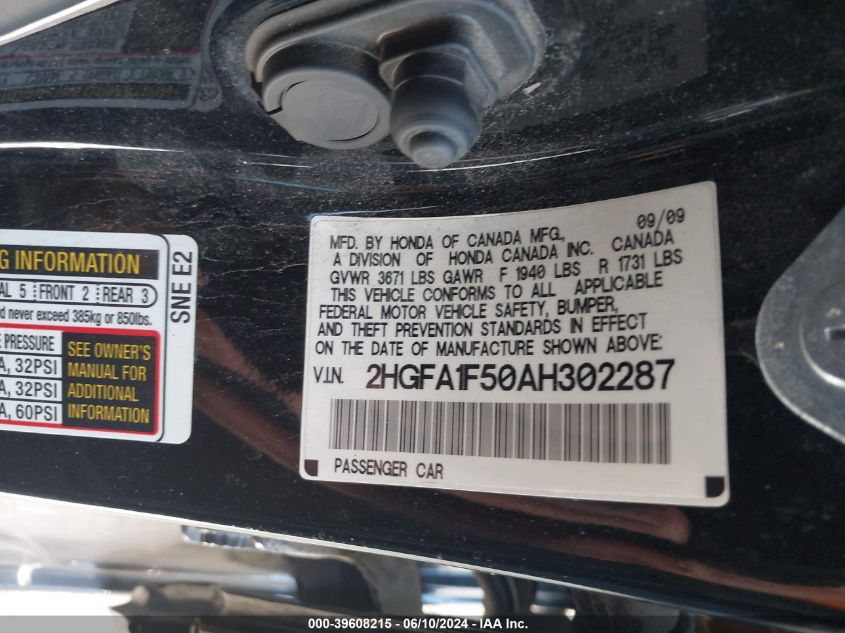 G INFORMATION
AL 5 FRONT 2 REAR 3
d never exceed 385kg or 850lbs.
E PRESSURE
A, 32PSI
A, 32PSI
A, 60PSI
SEE OWNER'S
MANUAL FOR
ADDITIONAL
INFORMATION
SNE E2
09/09
MFD. BY HONDA OF CANADA MFG.,
A DIVISION OF HONDA CANADA INC. CANADA
GVWR 3671 LBS GAWR F 1940 LBS R 1731 LBS
THIS VEHICLE CONFORMS TO ALL APPLICABLE
FEDERAL MOTOR VEHICLE SAFETY, BUMPER,
AND THEFT PREVENTION STANDARDS IN EFFECT
ON THE DATE OF MANUFACTURE SHOWN ABOVE:
V.I.N. 2HGFA1F50AH302287
PASSENGER CAR
000-39608215 - 06/10/2024 - IAAI.com